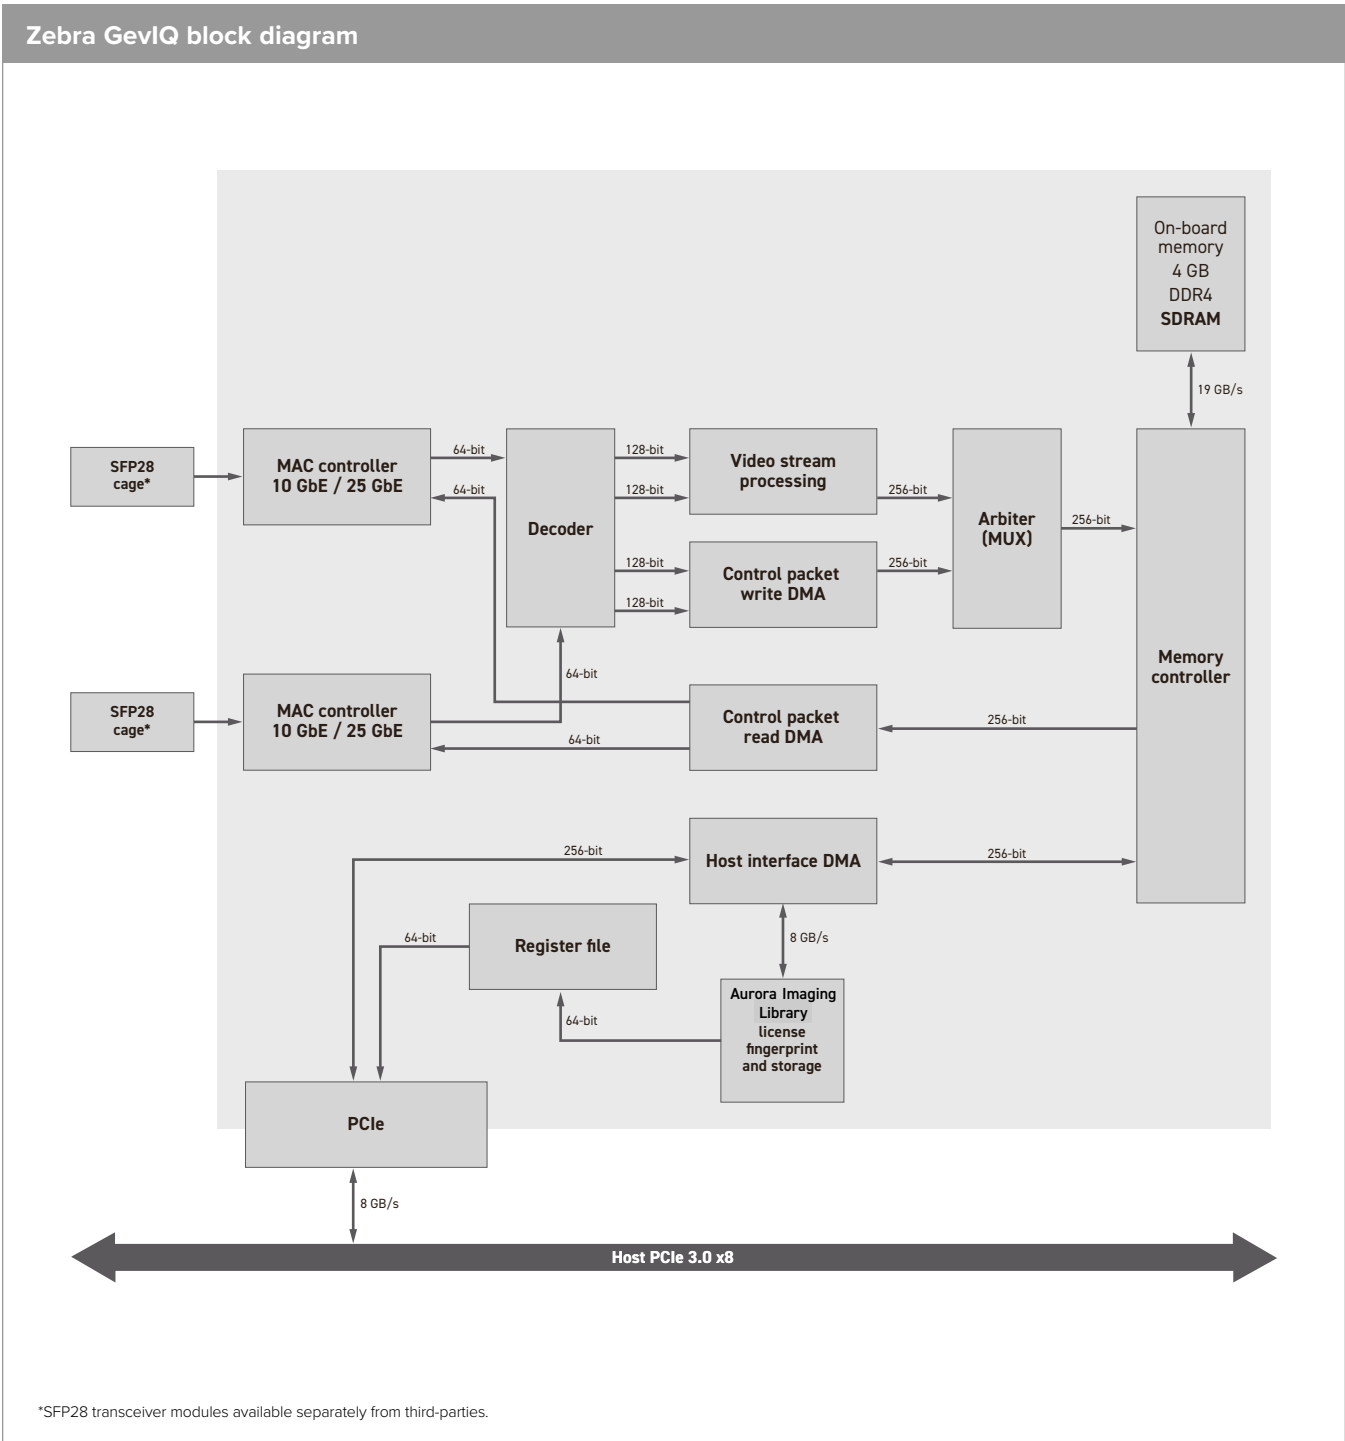 Zebra GevIQ block diagram
On-board
memory
4 GB
DDR4
SDRAM
19 GB/s
SFP28
cage*
MAC controller
10 GbE / 25 GbE
64-bit
64-bit
Decoder
128-bit
128-bit
128-bit
128-bit
Video stream
processing
Control packet
write DMA
256-bit
256-bit
Arbiter
(MUX)
256-bit
Memory
controller
64-bit
SFP28
cage*
MAC controller
10 GbE / 25 GbE
64-bit
Control packet
read DMA
256-bit
256-bit
Host interface DMA
256-bit
64-bit
Register file
8 GB/s
64-bit
Aurora Imaging
Library
license
fingerprint
and storage
PCIe
8 GB/s
Host PCIe 3.0 x8
*SFP28 transceiver modules available separately from third-parties.